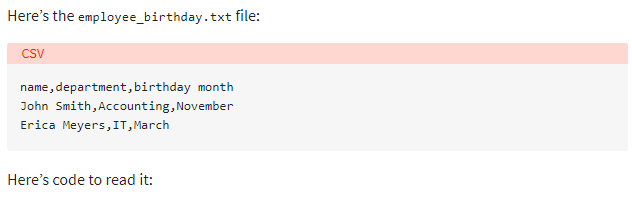 Here’s the employee_birthday.txt file:
CSV
name,department,birthday month
John Smith,Accounting,November
Erica Meyers,IT,March
Here’s code to read it: